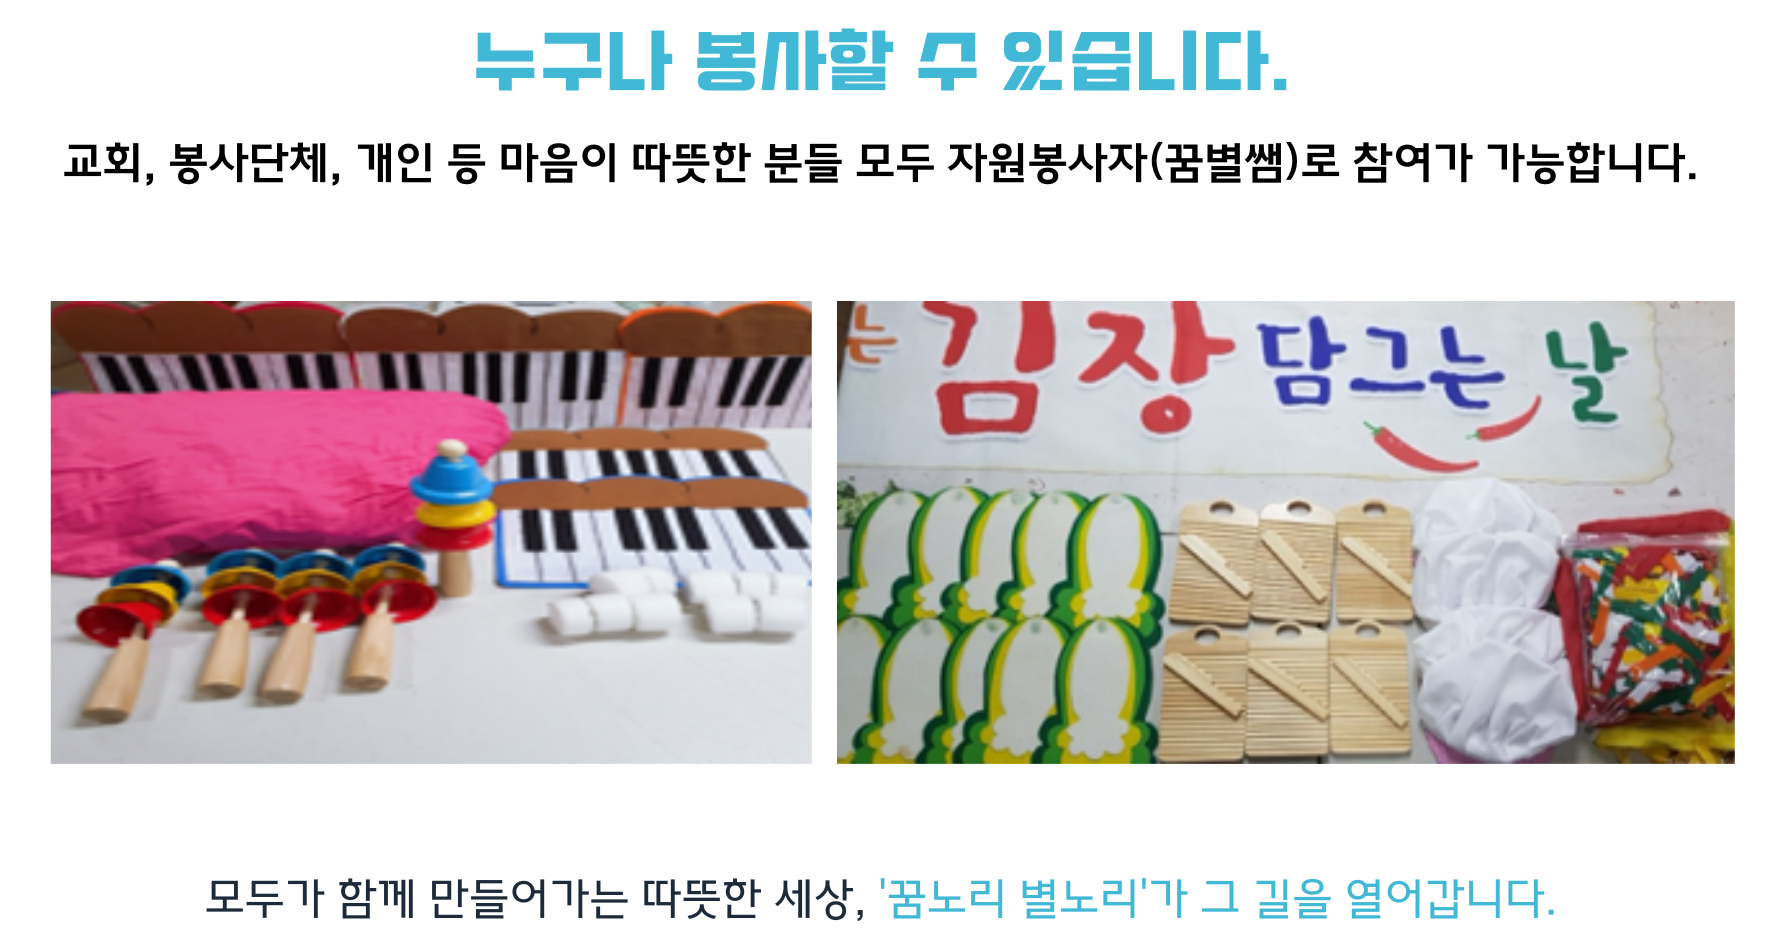 누구나 봉사할 수 있습니다.
교회, 봉사단체, 개인 등 마음이 따뜻한 분들 모두 자원봉사자(꿈별쌤)로 참여가 가능합니다.
는 김장 담그는 날
모두가 함께 만들어가는 따뜻한 세상, '꿈노리 별노리'가 그 길을 열어갑니다.